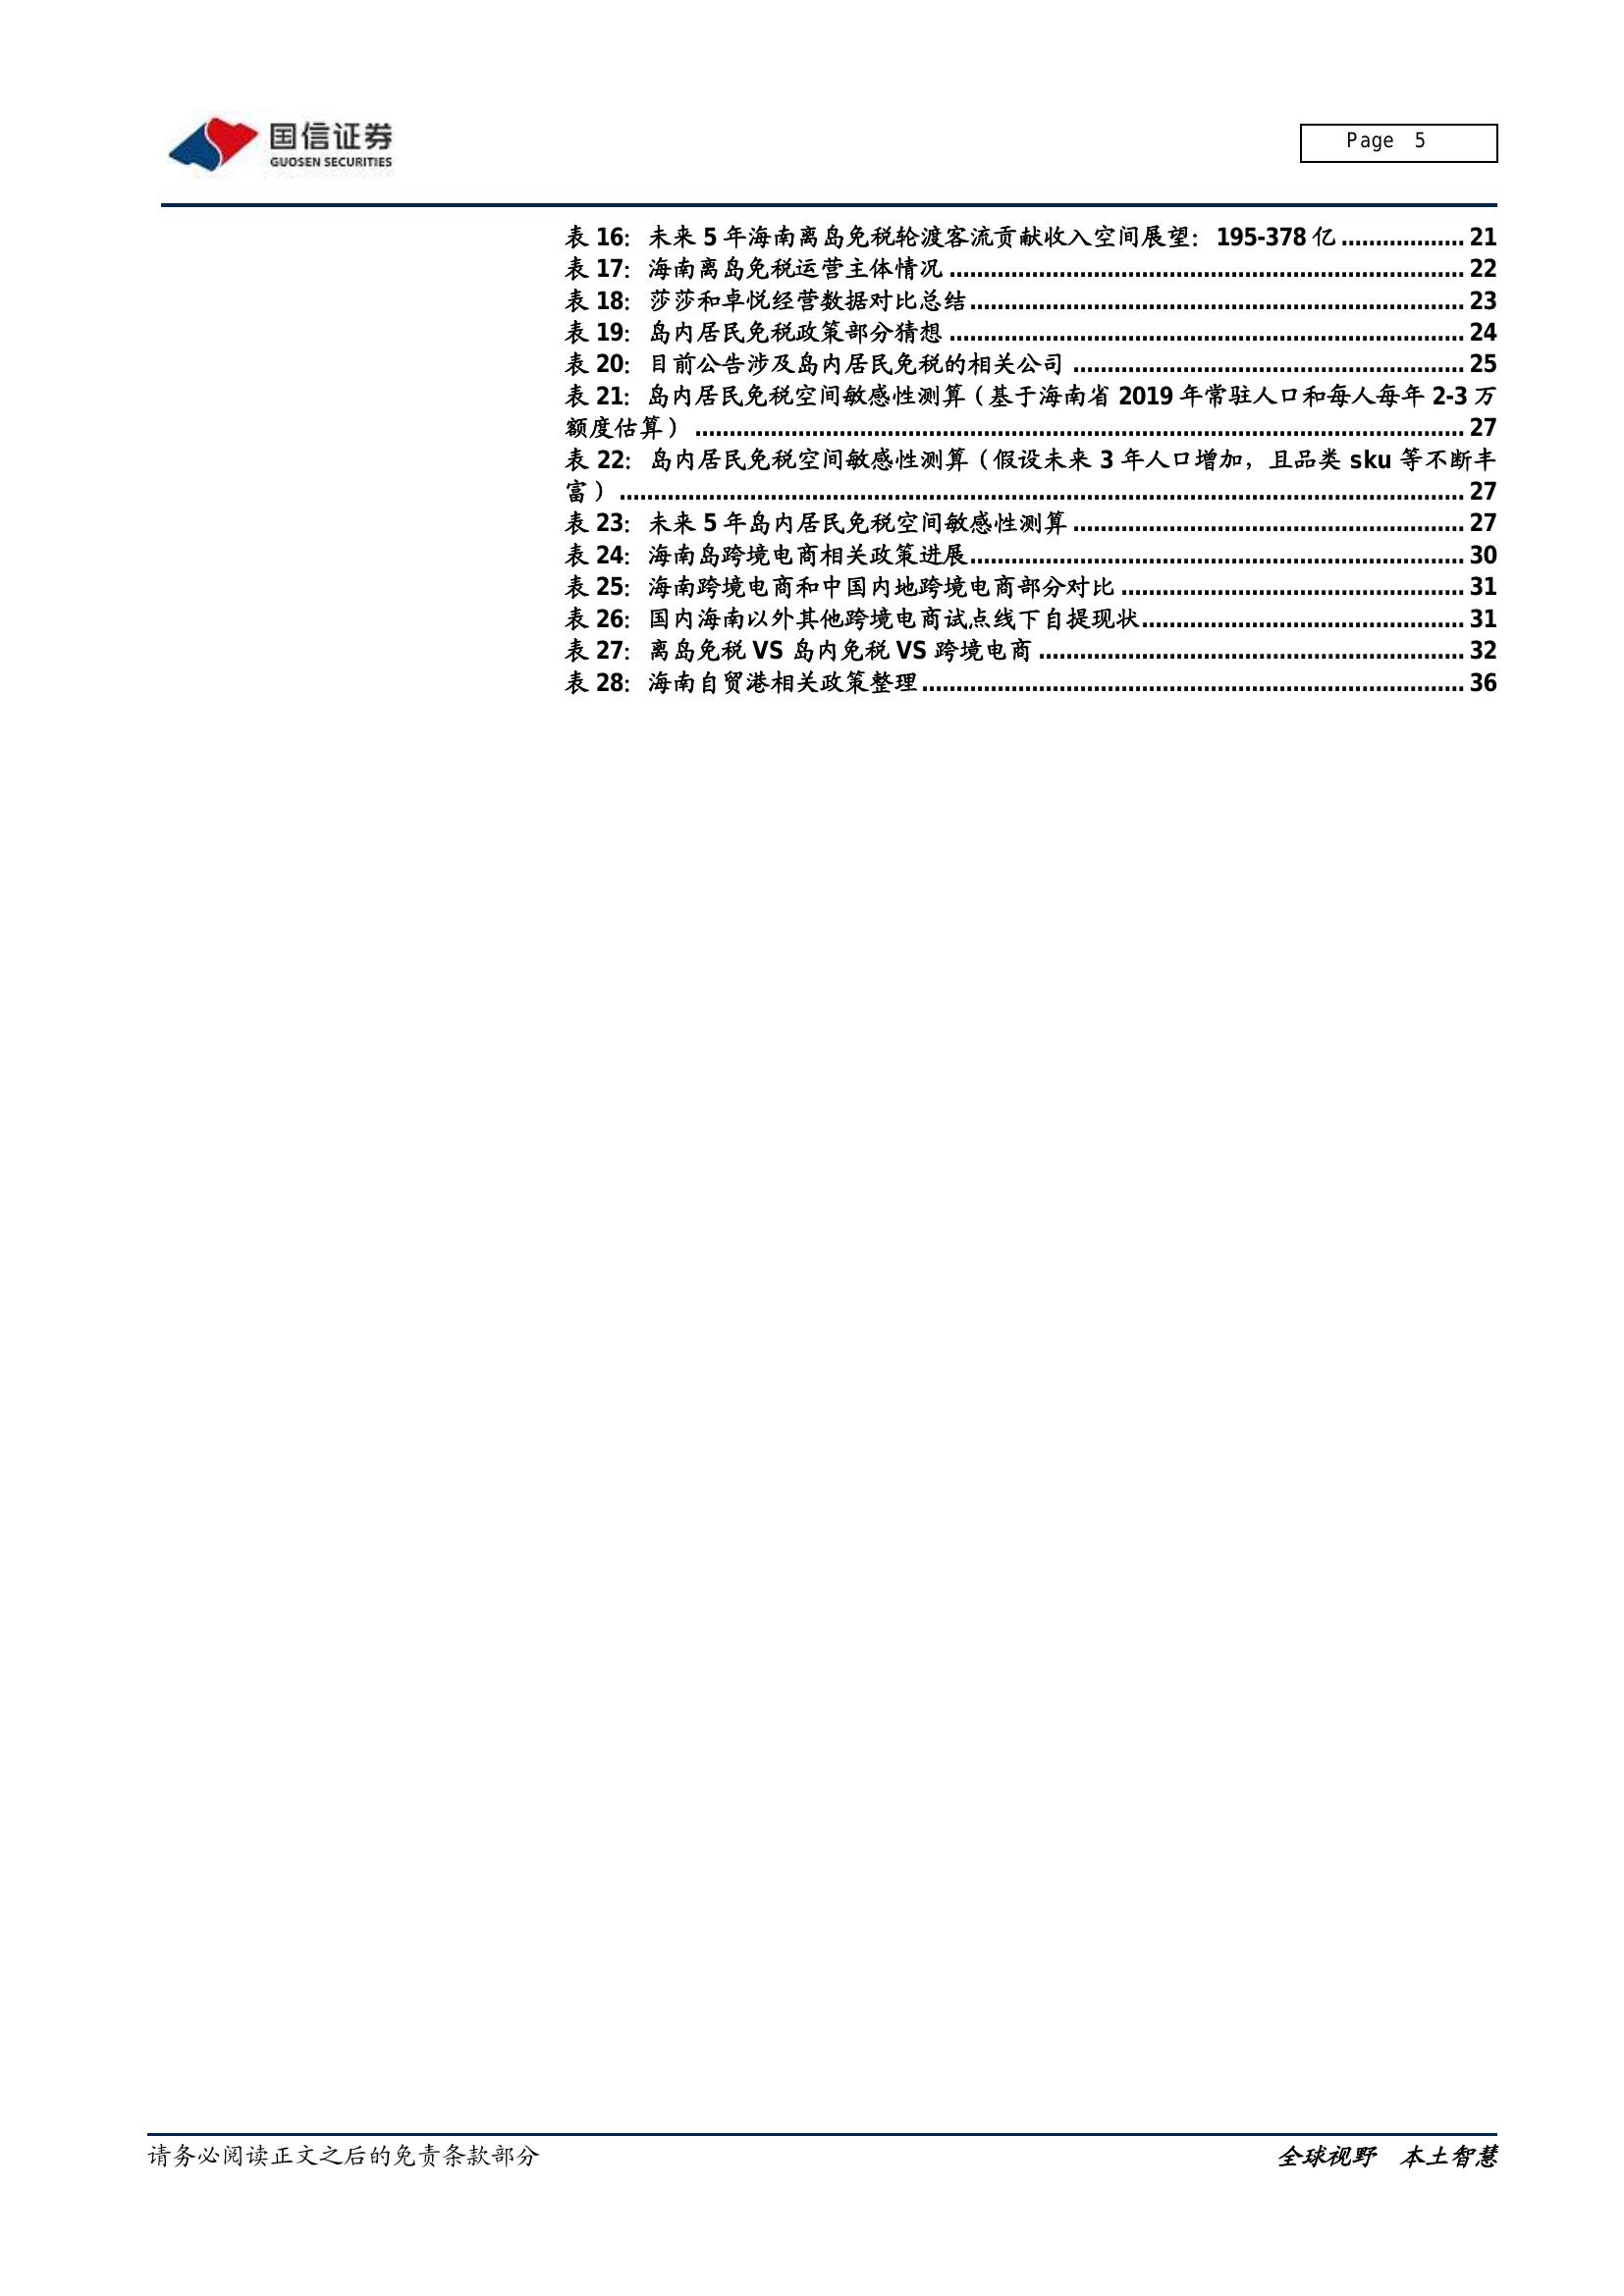 国信证券
GUOSEN SECURITIES
Page 5
表 16：未来 5 年海南离岛免税轮渡客流贡献收入空间展望：195-378 亿.................. 21
表 17：海南离岛免税运营主体情况........................................................................... 22
表 18：莎莎和卓悦经营数据对比总结........................................................................ 23
表 19：岛内居民免税政策部分猜想........................................................................... 24
表 20：目前公告涉及岛内居民免税的相关公司......................................................... 25
表 21：岛内居民免税空间敏感性测算（基于海南省 2019 年常驻人口和每人每年 2-3 万
额度估算）................................................................................................................ 27
表 22：岛内居民免税空间敏感性测算（假设未来 3 年人口增加，且品类 sku 等不断丰
富）........................................................................................................................... 27
表 23：未来 5 年岛内居民免税空间敏感性测算......................................................... 27
表 24：海南岛跨境电商相关政策进展........................................................................ 30
表 25：海南跨境电商和中国内地跨境电商部分对比.................................................. 31
表 26：国内海南以外其他跨境电商试点线下自提现状............................................... 31
表 27：离岛免税 VS 岛内免税 VS 跨境电商.............................................................. 32
表 28：海南自贸港相关政策整理............................................................................... 36
请务必阅读正文之后的免责条款部分
全球视野 本土智慧